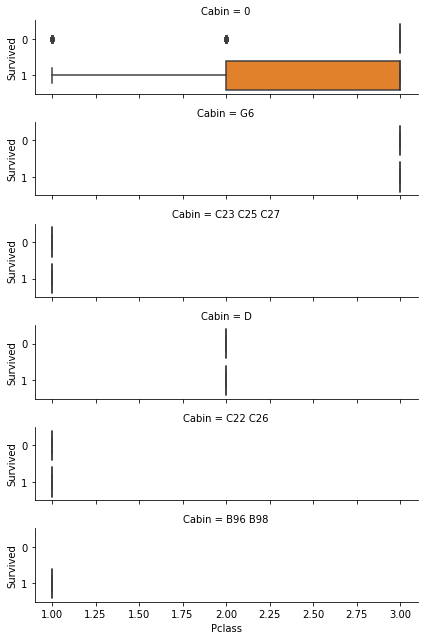 Cabin = 0
Survived
0
1
Cabin = G6
Survived
0
1
Cabin = C23 C25 C27
Survived
0
1
Cabin = D
Survived
0
1
Cabin = C22 C26
Survived
0
1
Cabin = B96 B98
Survived
0
1
1.00 1.25 1.50 1.75 2.00 2.25 2.50 2.75 3.00
Pclass